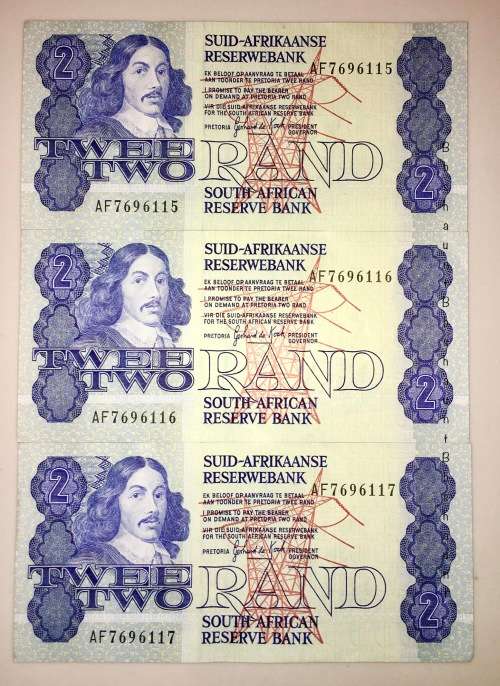 2
SUID-AFRIKAANSE
RESERWEBANK
AF7696115
EK BELOOF OP AANVRAAG TE BETAAL
AAN TOONDER TE PRETORIA TWEE RAND
I PROMISE TO PAY THE BEARER
ON DEMAND AT PRETORIA TWO RAND
VIR DIE SUID-AFRIKAANSE RESERWEBANK
FOR THE SOUTH AFRICAN RESERVE BANK
PRETORIA PRESIDENT
GOVERNOR
TWEE
TWO
RAND
2
AF7696115
SOUTH AFRICAN
RESERVE BANK
2
SUID-AFRIKAANSE
RESERWEBANK
AF7696116
EK BELOOF OP AANVRAAG TE BETAAL
AAN TOONDER TE PRETORIA TWEE RAND
I PROMISE TO PAY THE BEARER
ON DEMAND AT PRETORIA TWO RAND
VIR DIE SUID-AFRIKAANSE RESERWEBANK
FOR THE SOUTH AFRICAN RESERVE BANK
PRETORIA PRESIDENT
GOVERNOR
TWEE
TWO
RAND
2
AF7696116
SOUTH AFRICAN
RESERVE BANK
2
SUID-AFRIKAANSE
RESERWEBANK
AF7696117
EK BELOOF OP AANVRAAG TE BETAAL
AAN TOONDER TE PRETORIA TWEE RAND
I PROMISE TO PAY THE BEARER
ON DEMAND AT PRETORIA TWO RAND
VIR DIE SUID-AFRIKAANSE RESERWEBANK
FOR THE SOUTH AFRICAN RESERVE BANK
PRETORIA PRESIDENT
GOVERNOR
TWEE
TWO
RAND
2
AF7696117
SOUTH AFRICAN
RESERVE BANK